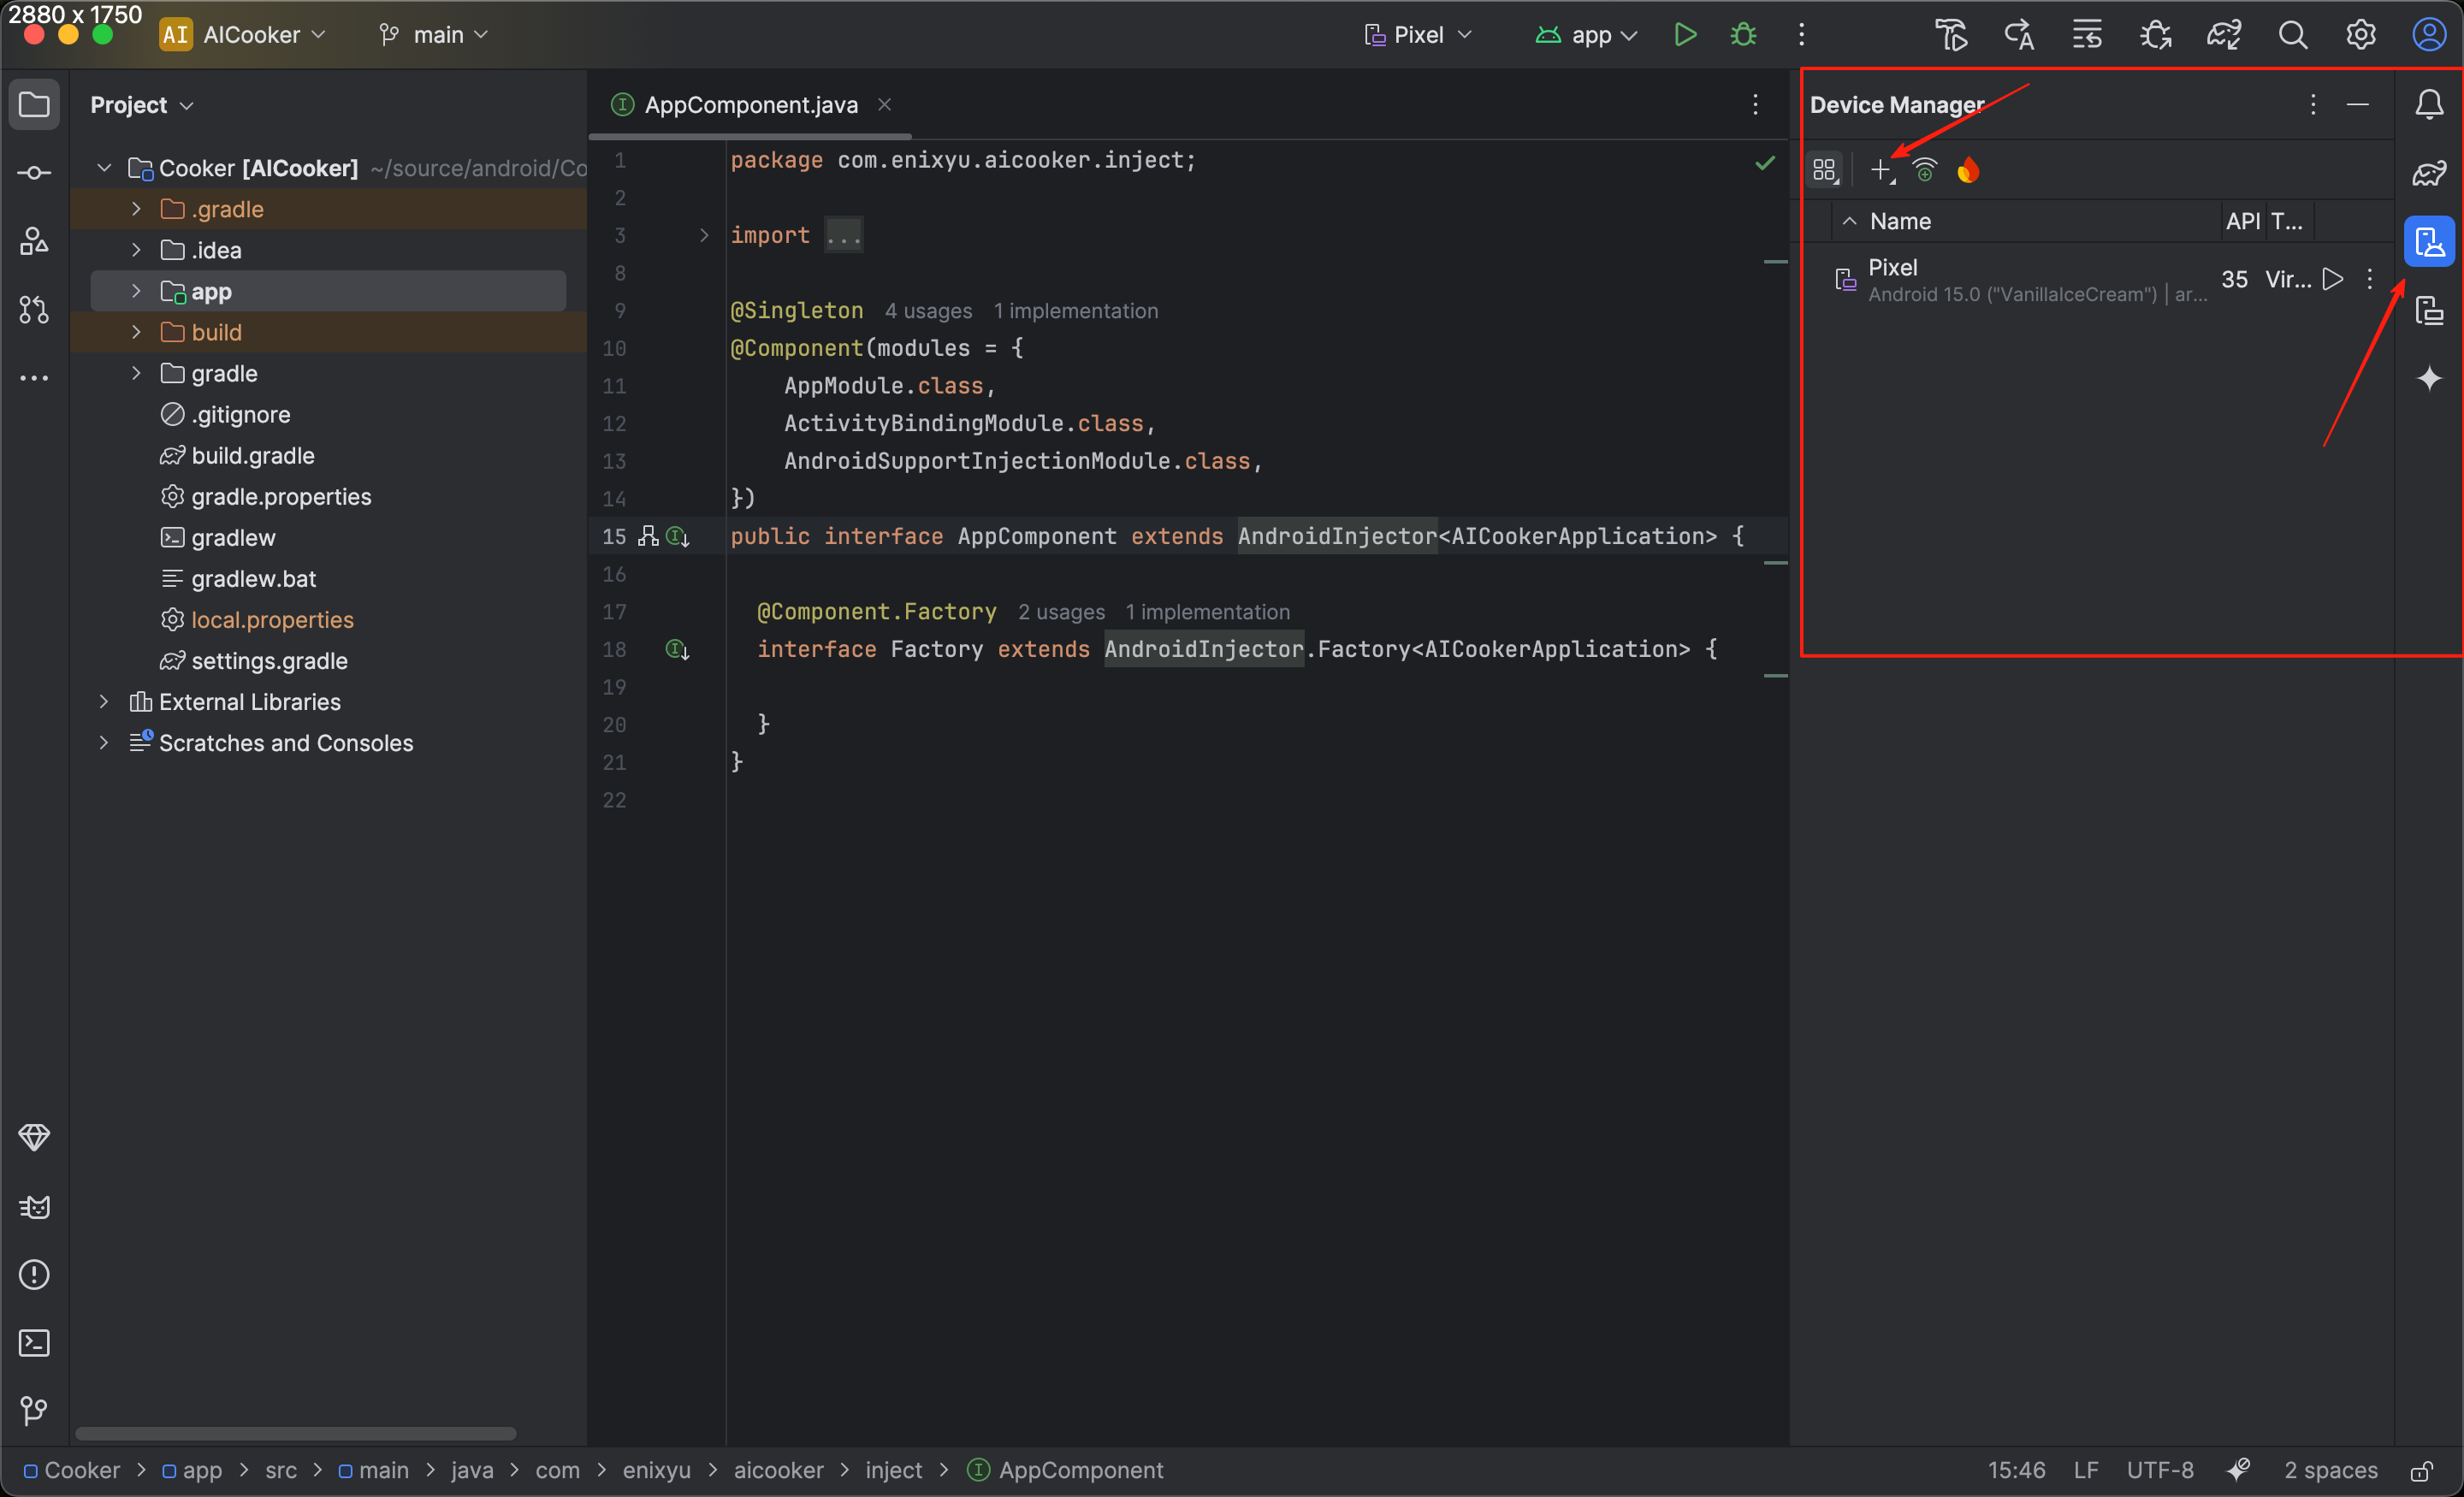 2880 x 1750
AI AICooker main Pixel app
Project
Cooker [AICooker] ~/source/android/Co
.gradle
.idea
app
build
gradle
.gitignore
build.gradle
gradle.properties
gradlew
gradlew.bat
local.properties
settings.gradle
External Libraries
Scratches and Consoles
AppComponent.java
1 package com.enixyu.aicooker.inject;
2
3 import ...
8
9 @Singleton 4 usages 1 implementation
10 @Component(modules = {
11 AppModule.class,
12 ActivityBindingModule.class,
13 AndroidSupportInjectionModule.class,
14 })
15 public interface AppComponent extends AndroidInjector<AICookerApplication> {
16
17 @Component.Factory 2 usages 1 implementation
18 interface Factory extends AndroidInjector.Factory<AICookerApplication> {
19
20 }
21 }
22
Device Manager
Name API T...
Pixel
Android 15.0 ("VanillaIceCream") | ar...
35 Vir...
Cooker > app > src > main > java > com > enixyu > aicooker > inject > AppComponent
15:46 LF UTF-8 2 spaces